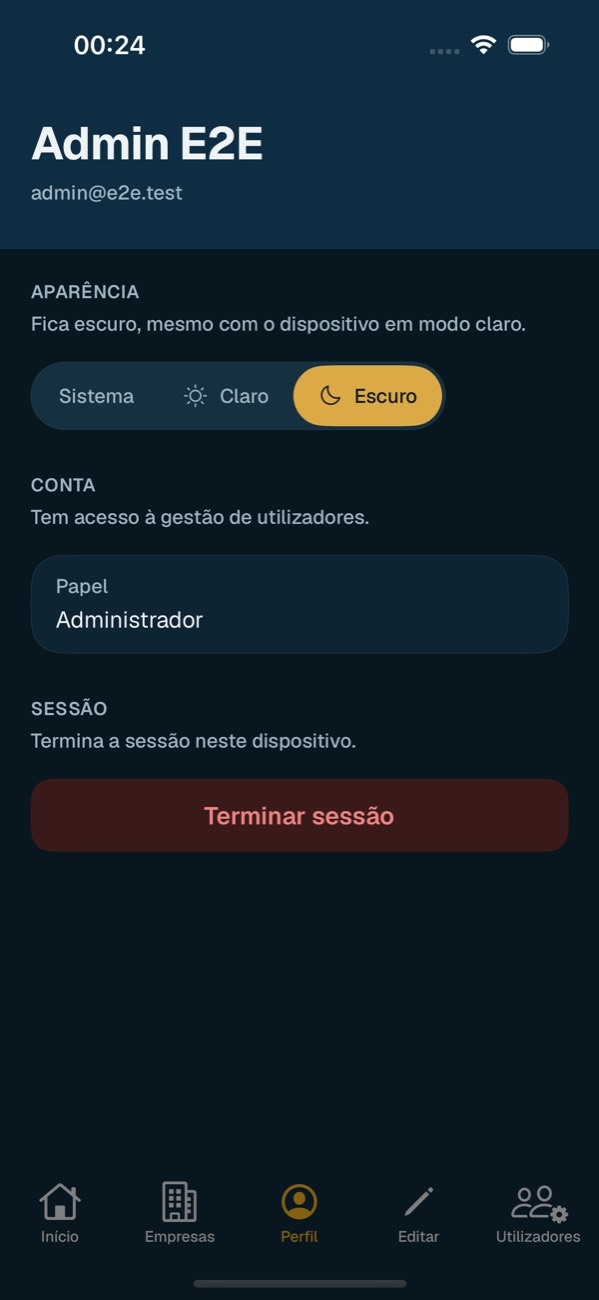 00:24
Admin E2E
admin@e2e.test
APARÊNCIA
Fica escuro, mesmo com o dispositivo em modo claro.
Sistema
Claro
Escuro
CONTA
Tem acesso à gestão de utilizadores.
Papel
Administrador
SESSÃO
Termina a sessão neste dispositivo.
Terminar sessão
Início
Empresas
Perfil
Editar
Utilizadores